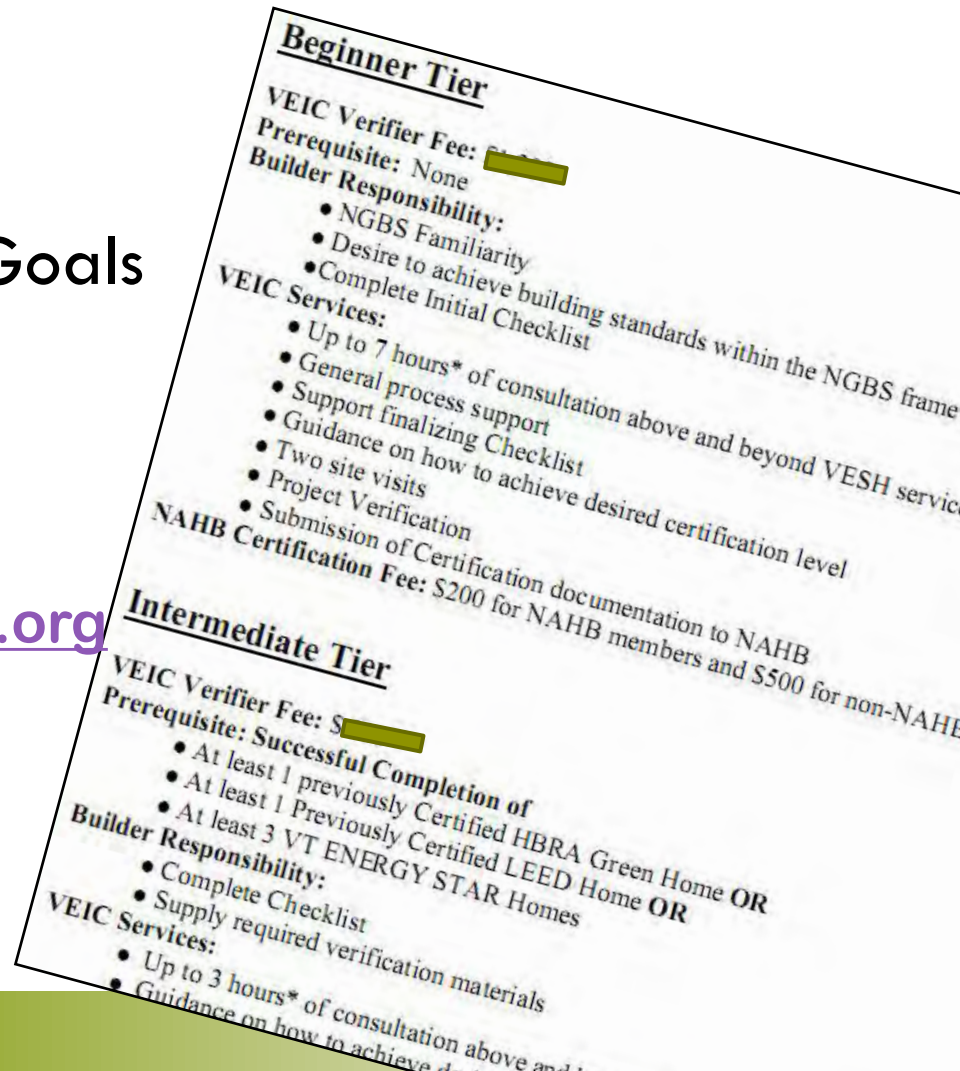 Goals
.org
Beginner Tier
VEIC Verifier Fee:
Prerequisite: None
Builder Responsibility:
• NGBS Familiarity
• Desire to achieve building standards within the NGBS frame
•Complete Initial Checklist
VEIC Services:
• Up to 7 hours* of consultation above and beyond VESH service
• General process support
• Support finalizing Checklist
• Guidance on how to achieve desired certification level
• Two site visits
• Project Verification
• Submission of Certification documentation to NAHB
NAHB Certification Fee: $200 for NAHB members and $500 for non-NAHB
Intermediate Tier
VEIC Verifier Fee: $
Prerequisite: Successful Completion of
• At least 1 previously Certified HBRA Green Home OR
• At least 1 Previously Certified LEED Home OR
• At least 3 VT ENERGY STAR Homes
Builder Responsibility:
• Complete Checklist
• Supply required verification materials
VEIC Services:
• Up to 3 hours* of consultation above and
• Guidance on how to achieve